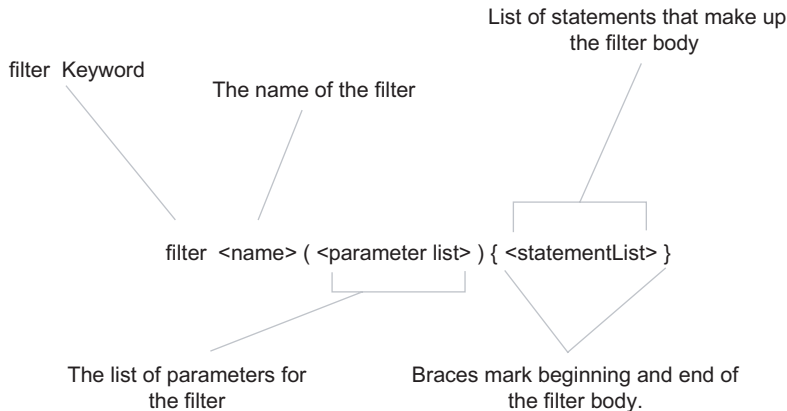 List of statements that make up
the filter body
filter Keyword
The name of the filter
filter <name> ( <parameter list> ) { <statementList> }
The list of parameters for
the filter
Braces mark beginning and end of
the filter body.